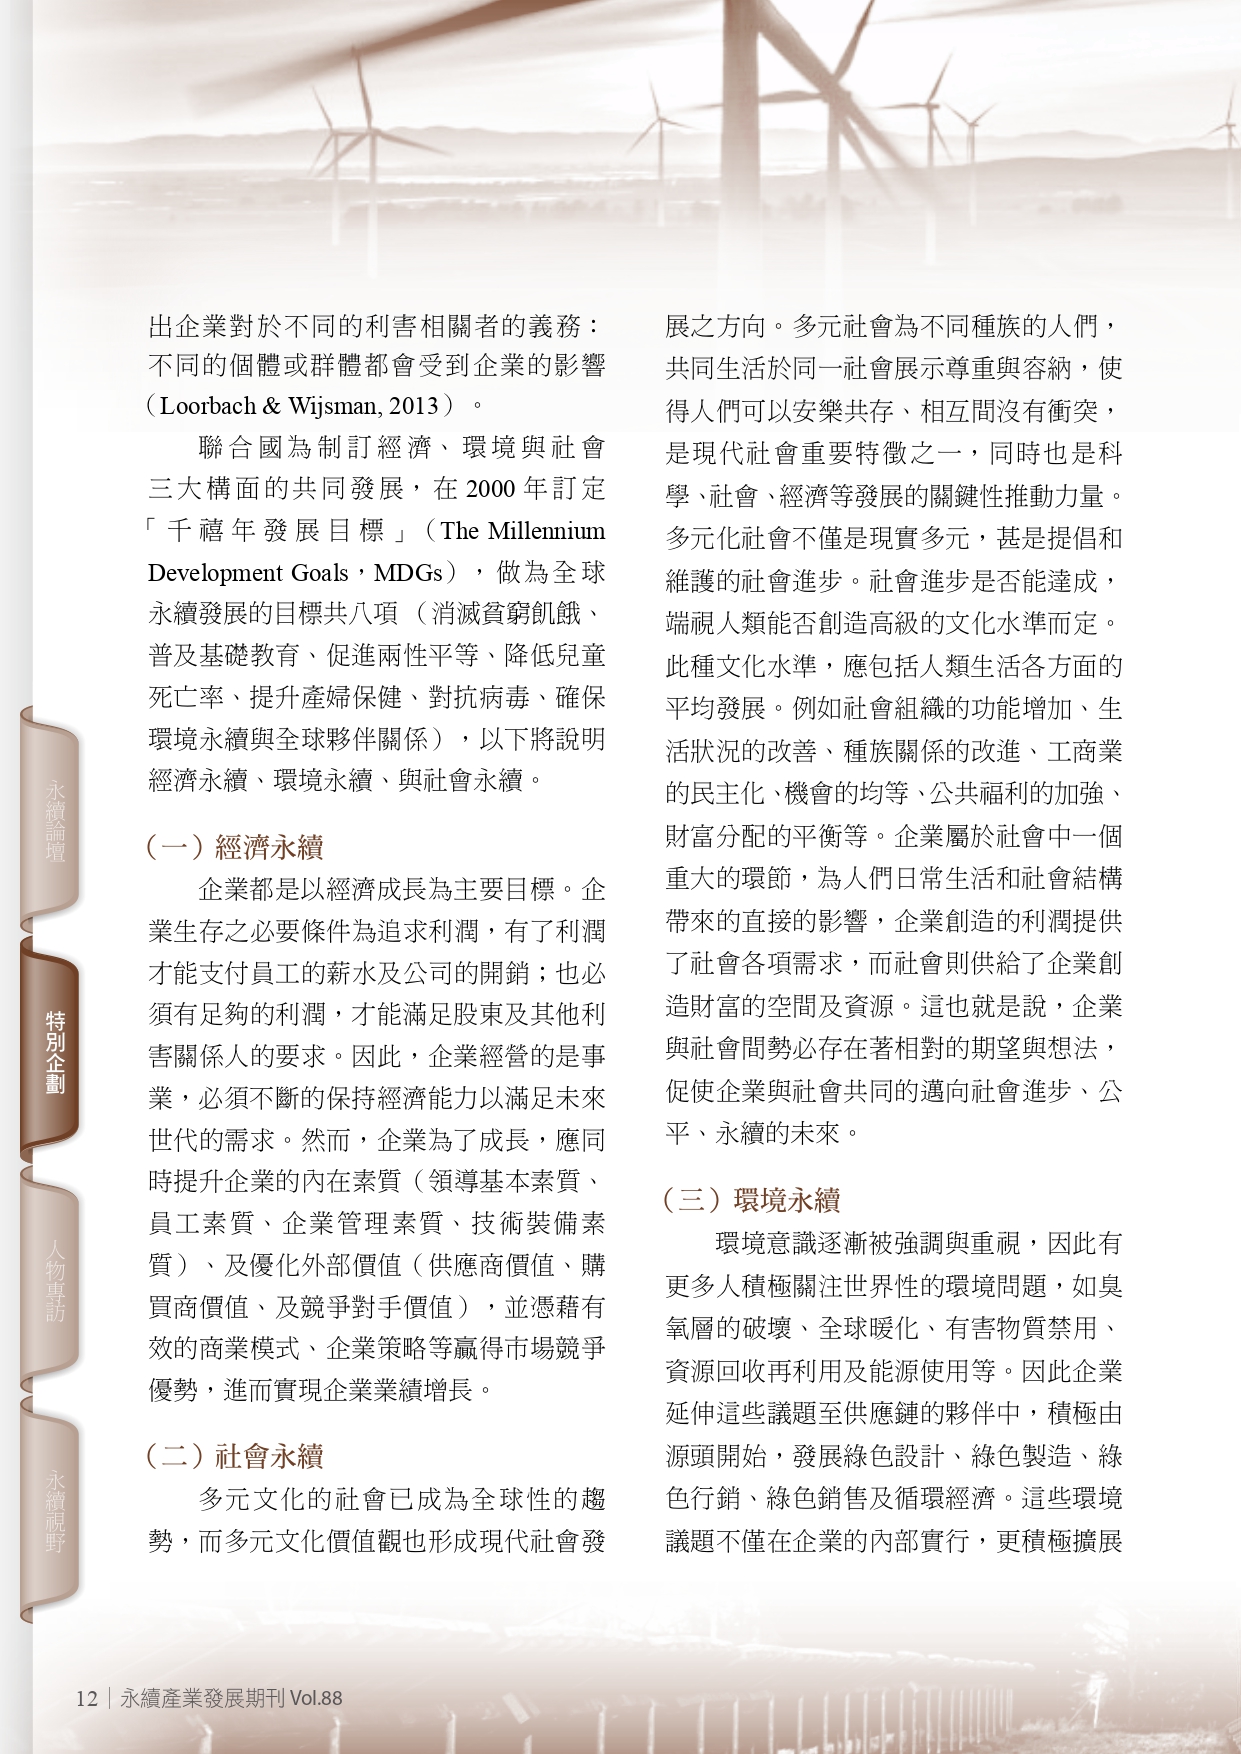 出企業對於不同的利害相關者的義務：
不同的個體或群體都會受到企業的影響
（Loorbach & Wijsman, 2013）。
聯合國為制訂經濟、環境與社會
三大構面的共同發展，在 2000 年訂定
「千禧年發展目標」（The Millennium
Development Goals，MDGs），做為全球
永續發展的目標共八項（消滅貧窮飢餓、
普及基礎教育、促進兩性平等、降低兒童
死亡率、提升產婦保健、對抗病毒、確保
環境永續與全球夥伴關係），以下將說明
經濟永續、環境永續、與社會永續。
（一）經濟永續
企業都是以經濟成長為主要目標。企
業生存之必要條件為追求利潤，有了利潤
才能支付員工的薪水及公司的開銷；也必
須有足夠的利潤，才能滿足股東及其他利
害關係人的要求。因此，企業經營的是事
業，必須不斷的保持經濟能力以滿足未來
世代的需求。然而，企業為了成長，應同
時提升企業的內在素質（領導基本素質、
員工素質、企業管理素質、技術裝備素
質）、及優化外部價值（供應商價值、購
買商價值、及競爭對手價值），並憑藉有
效的商業模式、企業策略等贏得市場競爭
優勢，進而實現企業業績增長。
（二）社會永續
多元文化的社會已成為全球性的趨
勢，而多元文化價值觀也形成現代社會發
展之方向。多元社會為不同種族的人們，
共同生活於同一社會展示尊重與容納，使
得人們可以安樂共存、相互間沒有衝突，
是現代社會重要特徵之一，同時也是科
學、社會、經濟等發展的關鍵性推動力量。
多元化社會不僅是現實多元，甚是提倡和
維護的社會進步。社會進步是否能達成，
端視人類能否創造高級的文化水準而定。
此種文化水準，應包括人類生活各方面的
平均發展。例如社會組織的功能增加、生
活狀況的改善、種族關係的改進、工商業
的民主化、機會的均等、公共福利的加強、
財富分配的平衡等。企業屬於社會中一個
重大的環節，為人們日常生活和社會結構
帶來的直接的影響，企業創造的利潤提供
了社會各項需求，而社會則供給了企業創
造財富的空間及資源。這也就是說，企業
與社會間勢必存在著相對的期望與想法，
促使企業與社會共同的邁向社會進步、公
平、永續的未來。
（三）環境永續
環境意識逐漸被強調與重視，因此有
更多人積極關注世界性的環境問題，如臭
氧層的破壞、全球暖化、有害物質禁用、
資源回收再利用及能源使用等。因此企業
延伸這些議題至供應鏈的夥伴中，積極由
源頭開始，發展綠色設計、綠色製造、綠
色行銷、綠色銷售及循環經濟。這些環境
議題不僅在企業的內部實行，更積極擴展
永續論壇
特別企劃
人物專訪
永續視野
12 | 永續產業發展期刊 Vol.88